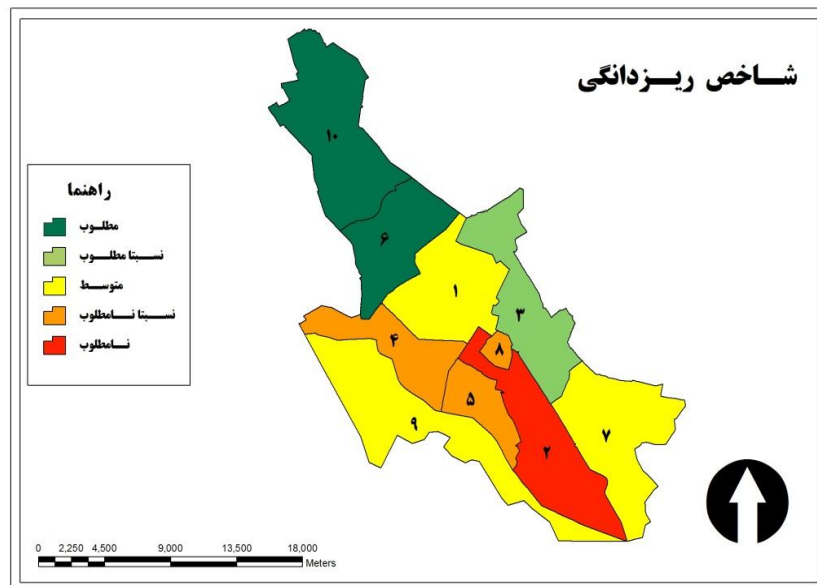 شاخص ریزدانگی
راهنما
مطلوب
نسبتا مطلوب
متوسط
نسبتا نامطلوب
نامطلوب
۱۰
۶
۱
۳
۸
۴
۵
۹
۲
۷
0 2,250 4,500 9,000 13,500 18,000
Meters